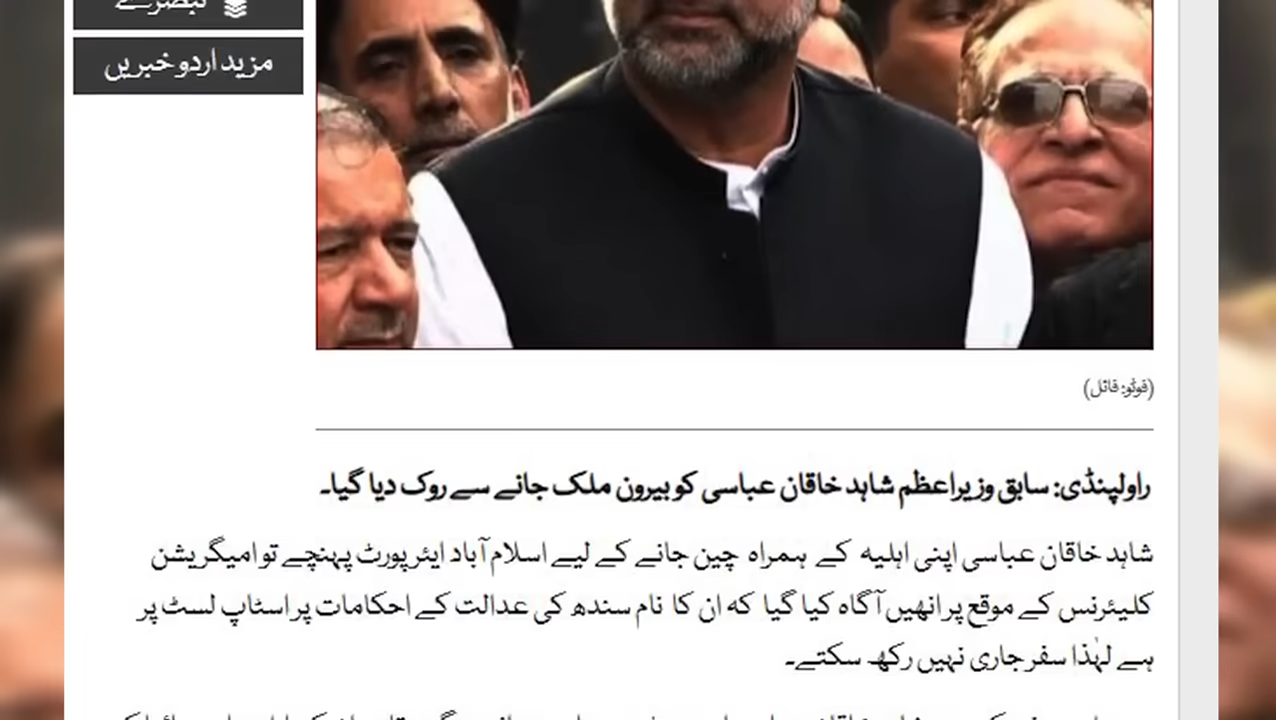 تبصرے
مزید اردو خبریں
(فوٹو: فائل)
راولپنڈی: سابق وزیراعظم شاہد خاقان عباسی کو بیرون ملک جانے سے روک دیا گیا۔
شاہد خاقان عباسی اپنی اہلیہ کے ہمراہ چین جانے کے لیے اسلام آباد ایئرپورٹ پہنچے تو امیگریشن
کلیئرنس کے موقع پر انھیں آگاہ کیا گیا کہ ان کا نام سندھ کی عدالت کے احکامات پر اسٹاپ لسٹ پر
ہے لہٰذا سفر جاری نہیں رکھ سکتے۔